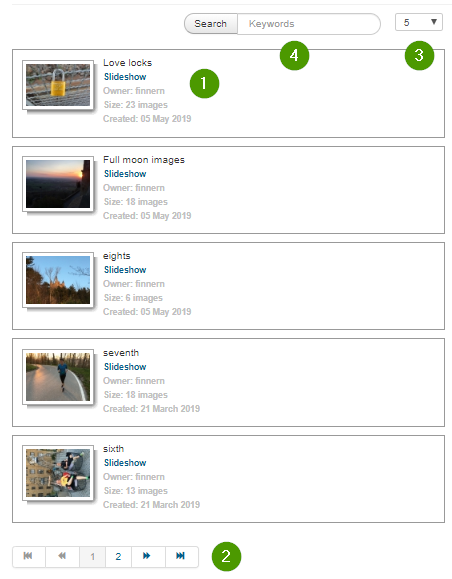 Search Keywords 5
4 3
Love locks
Slideshow
1
Owner: finnern
Size: 23 images
Created: 05 May 2019
Full moon images
Slideshow
Owner: finnern
Size: 18 images
Created: 05 May 2019
eights
Slideshow
Owner: finnern
Size: 6 images
Created: 05 May 2019
seventh
Slideshow
Owner: finnern
Size: 18 images
Created: 21 March 2019
sixth
Slideshow
Owner: finnern
Size: 13 images
Created: 21 March 2019
1 2 2